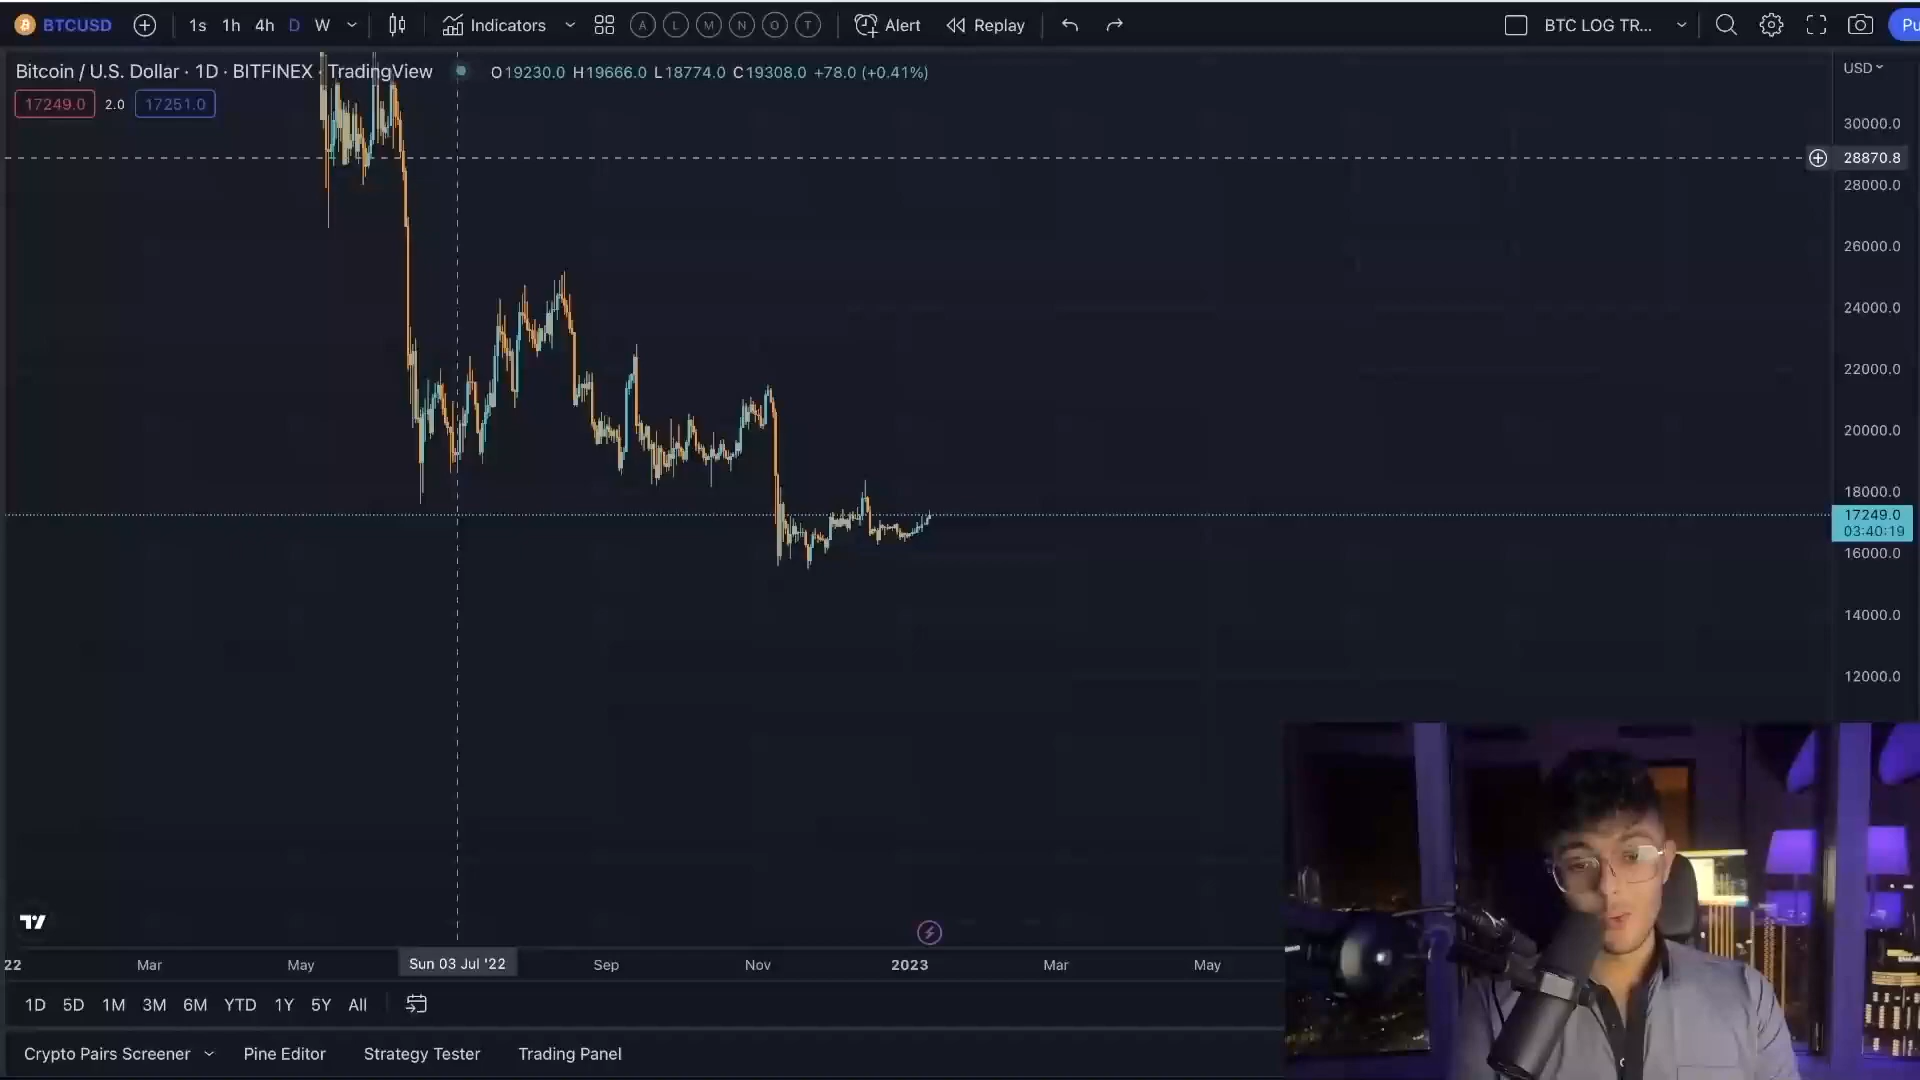 BTCUSD 1s 1h 4h D W Indicators A L M N O T Alert Replay BTC LOG TR... Pu
Bitcoin / U.S. Dollar · 1D · BITFINEX · TradingView O19230.0 H19666.0 L18774.0 C19308.0 +78.0 (+0.41%) USD
17249.0 2.0 17251.0
30000.0
28870.8
28000.0
26000.0
24000.0
22000.0
20000.0
18000.0
17249.0
03:40:19
16000.0
14000.0
12000.0
22 Mar May Sun 03 Jul '22 Sep Nov 2023 Mar May
1D 5D 1M 3M 6M YTD 1Y 5Y All
Crypto Pairs Screener Pine Editor Strategy Tester Trading Panel